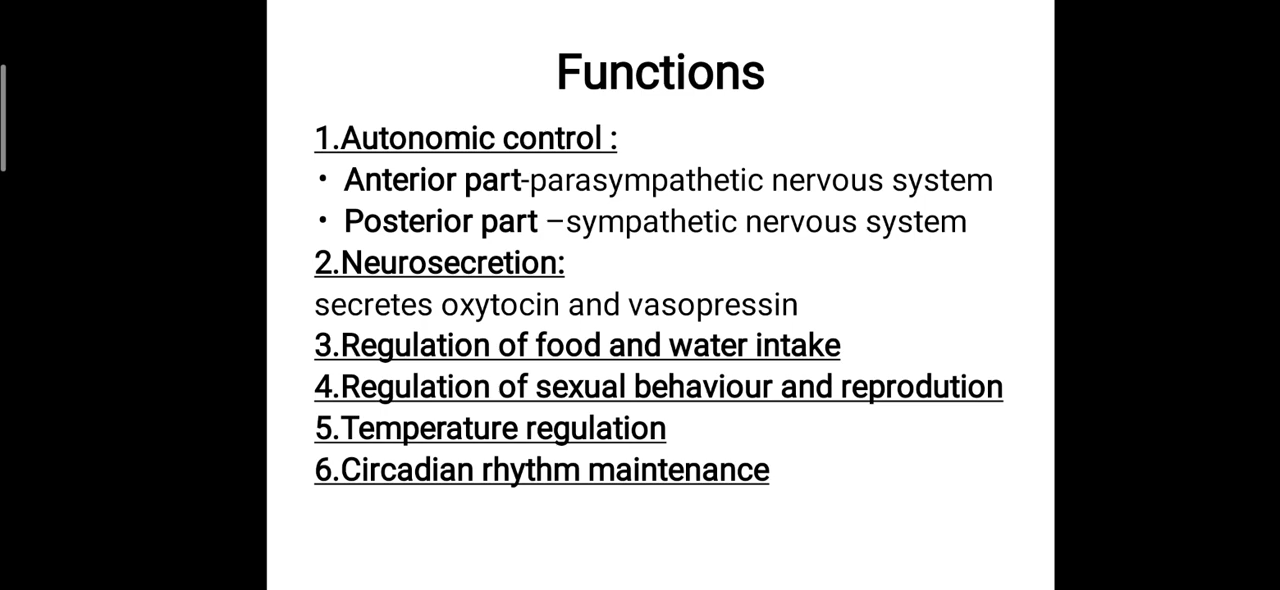 Functions
1.Autonomic control :
• Anterior part-parasympathetic nervous system
• Posterior part –sympathetic nervous system
2.Neurosecretion:
secretes oxytocin and vasopressin
3.Regulation of food and water intake
4.Regulation of sexual behaviour and reprodution
5.Temperature regulation
6.Circadian rhythm maintenance